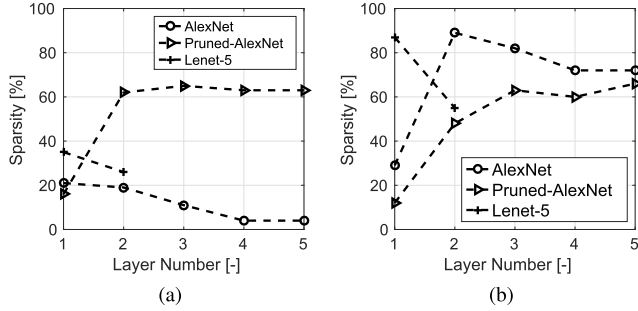 100
80
60
40
20
0
Sparsity [%]
AlexNet
Pruned-AlexNet
Lenet-5
1 2 3 4 5
Layer Number [-]
(a)
100
80
60
40
20
0
Sparsity [%]
AlexNet
Pruned-AlexNet
Lenet-5
1 2 3 4 5
Layer Number [-]
(b)